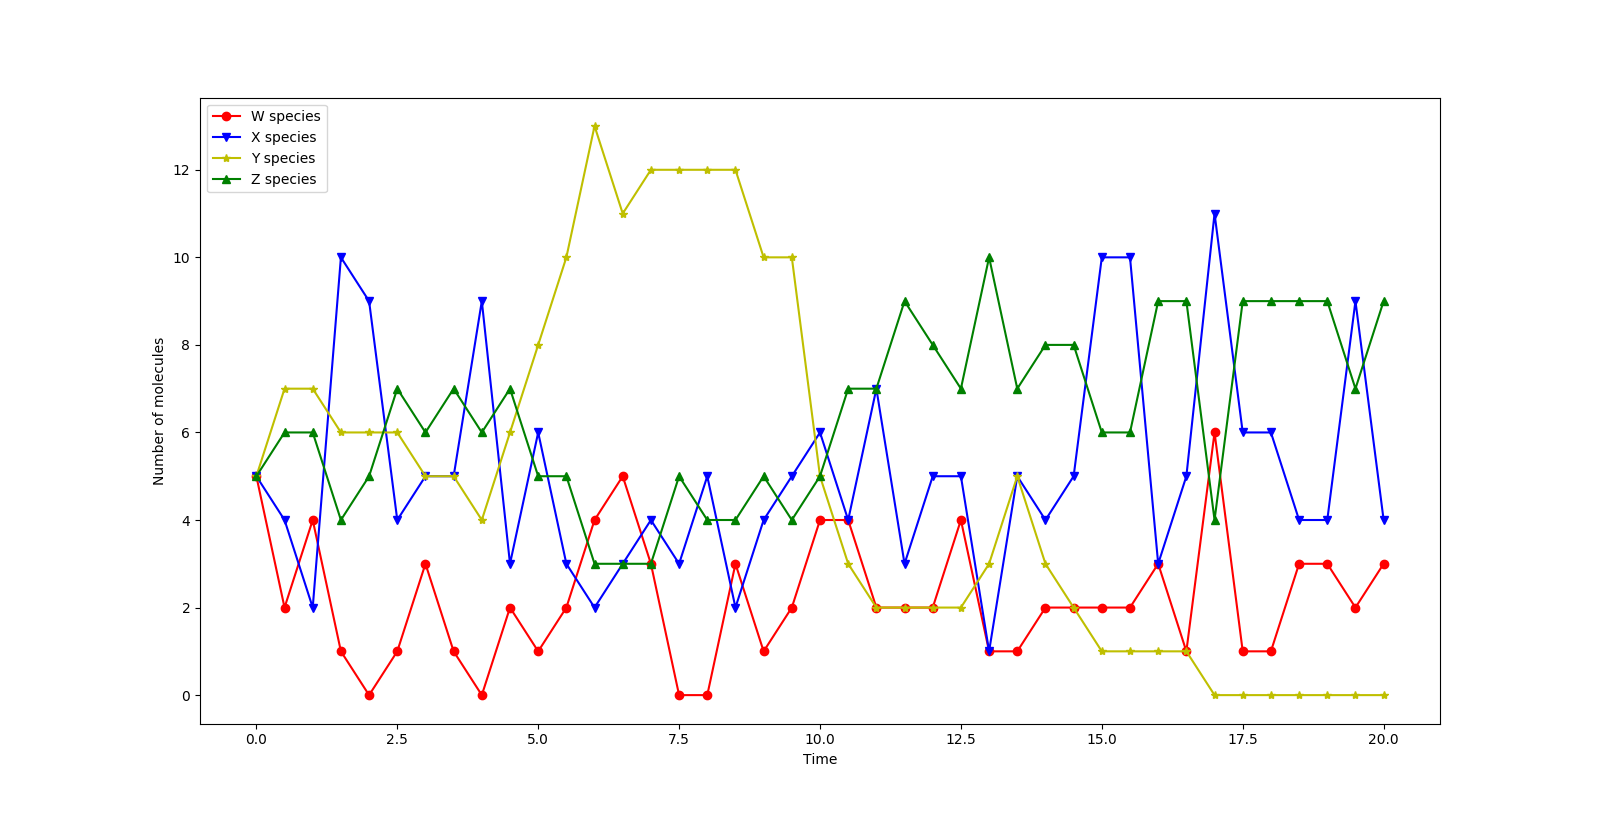 W species
X species
Y species
Z species
Number of molecules
12
10
8
6
4
2
0
0.0 2.5 5.0 7.5 10.0 12.5 15.0 17.5 20.0
Time